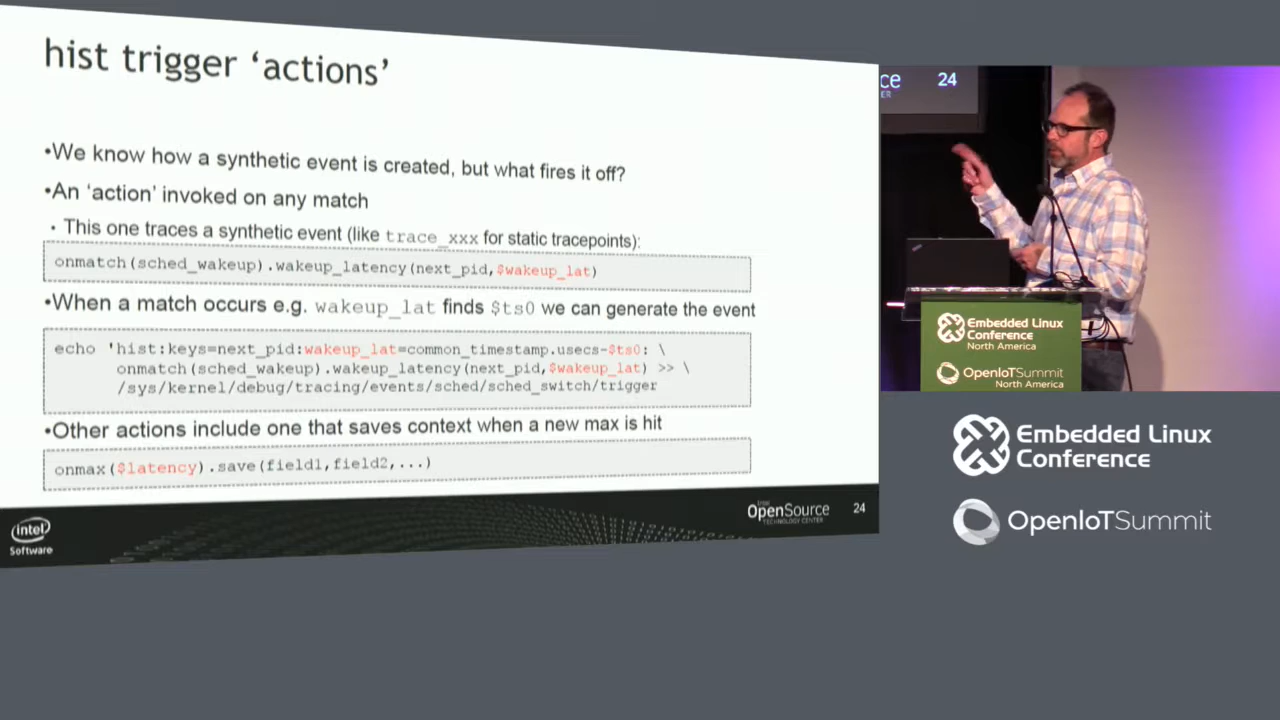 hist trigger ‘actions’
•We know how a synthetic event is created, but what fires it off?
•An ‘action’ invoked on any match
• This one traces a synthetic event (like trace_xxx for static tracepoints):
onmatch(sched_wakeup).wakeup_latency(next_pid,$wakeup_lat)
•When a match occurs e.g. wakeup_lat finds $ts0 we can generate the event
echo 'hist:keys=next_pid:wakeup_lat=common_timestamp.usecs-$ts0: \
onmatch(sched_wakeup).wakeup_latency(next_pid,$wakeup_lat) >> \
/sys/kernel/debug/tracing/events/sched/sched_switch/trigger
•Other actions include one that saves context when a new max is hit
onmax($latency).save(field1,field2,...)
intel
Software
Intel
OpenSource
TECHNOLOGY CENTER
24
ce
ER
24
Embedded Linux
Conference
North America
OpenIoTSummit
North America
Embedded Linux
Conference
OpenIoTSummit